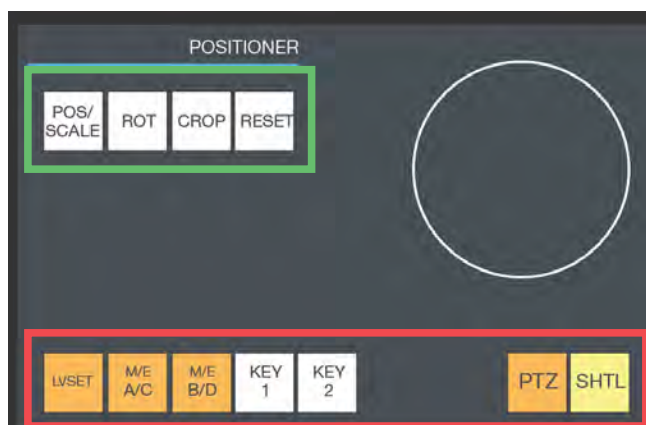 POSITIONER
POS/
SCALE
ROT
CROP
RESET
LVSET
M/E
A/C
M/E
B/D
KEY
1
KEY
2
PTZ
SHTL